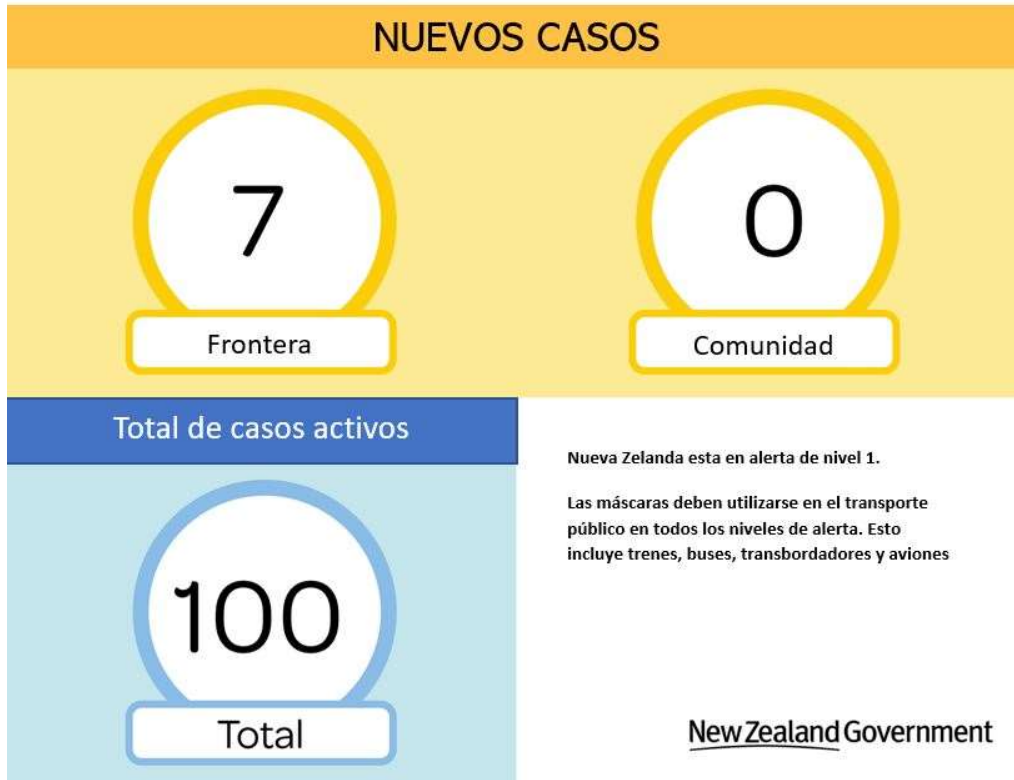 NUEVOS CASOS
7
Frontera
0
Comunidad
Total de casos activos
100
Total
Nueva Zelanda esta en alerta de nivel 1.
Las máscaras deben utilizarse en el transporte
público en todos los niveles de alerta. Esto
incluye trenes, buses, transbordadores y aviones
New Zealand Government